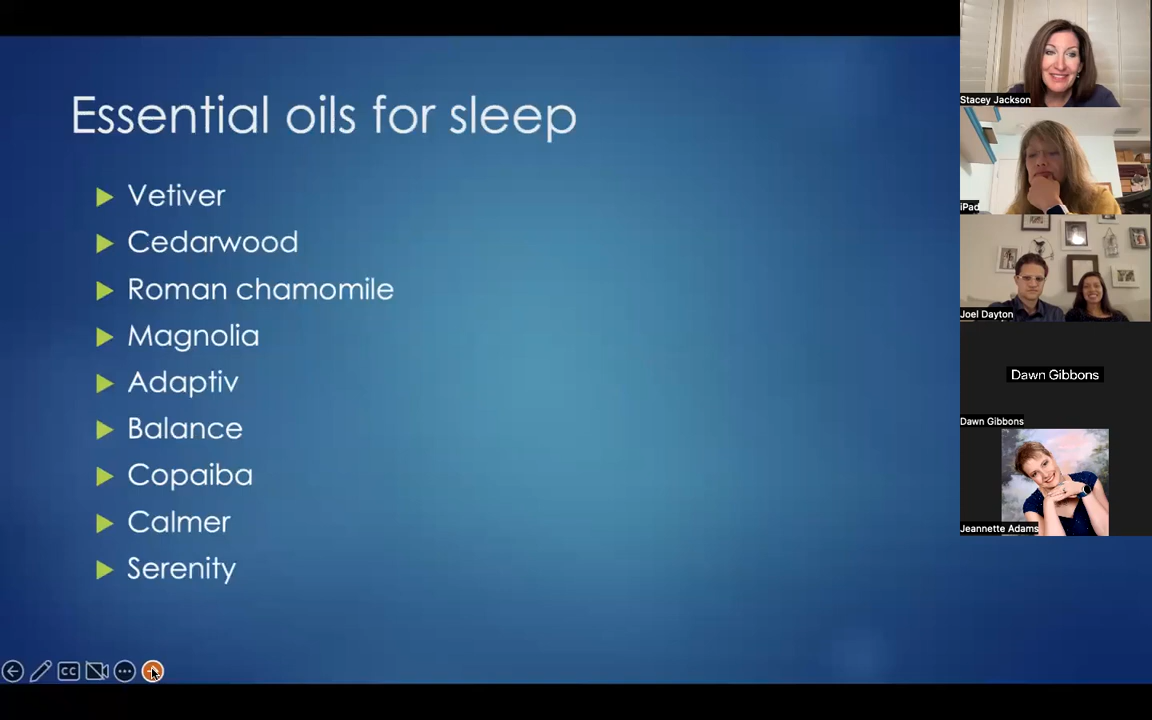 Essential oils for sleep
Vetiver
Cedarwood
Roman chamomile
Magnolia
Adaptiv
Balance
Copaiba
Calmer
Serenity
CC
Stacey Jackson
iPad
Joel Dayton
Dawn Gibbons
Dawn Gibbons
Jeannette Adams